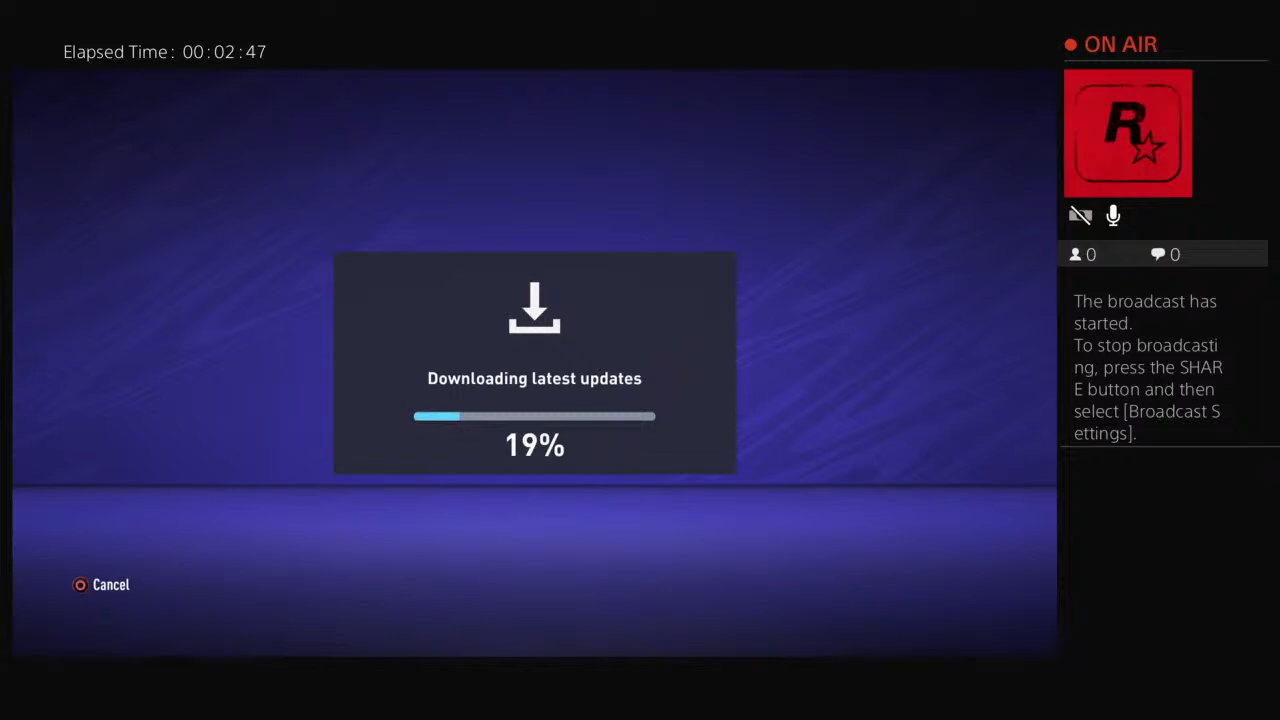 Elapsed Time: 00:02:47
ON AIR
R
0 0
The broadcast has
started.
To stop broadcasti
ng, press the SHAR
E button and then
select [Broadcast S
ettings].
Downloading latest updates
19%
Cancel